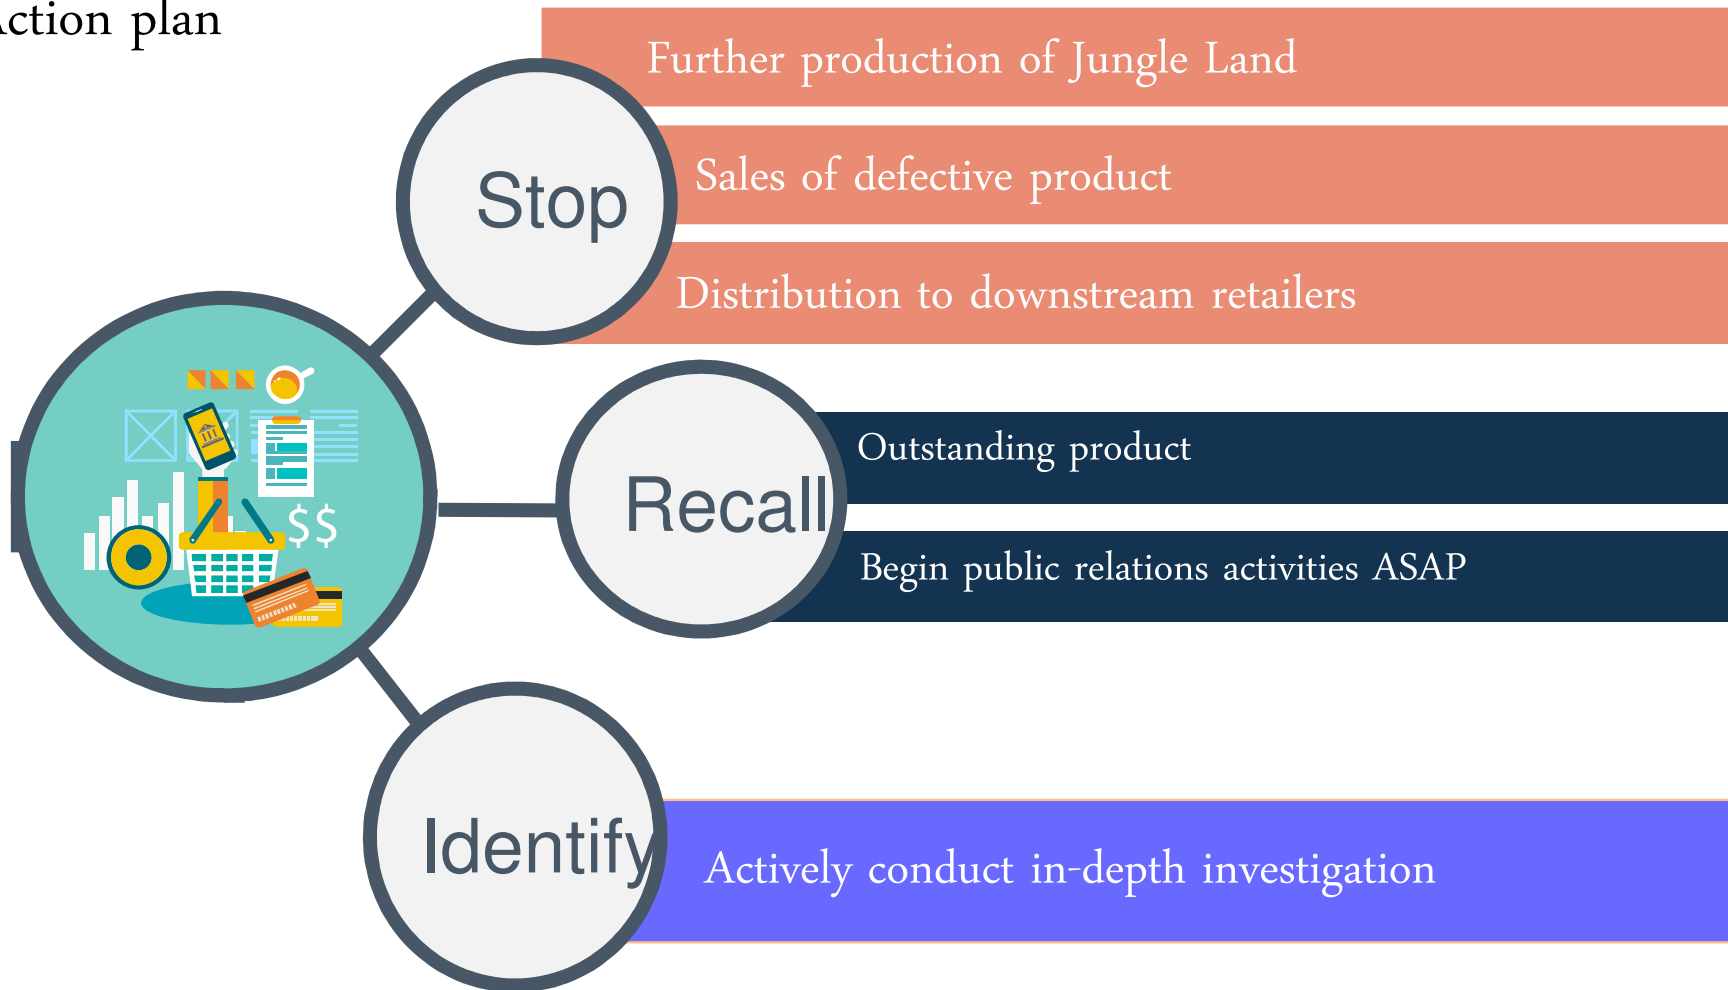 Action plan
Further production of Jungle Land
Sales of defective product
Stop
Distribution to downstream retailers
Outstanding product
Recall
Begin public relations activities ASAP
$$
Identify
Actively conduct in-depth investigation